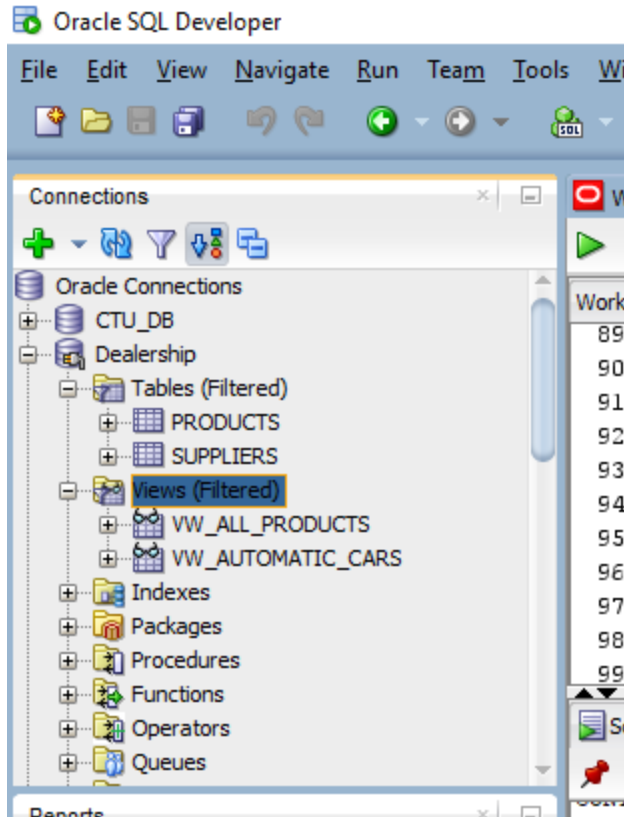 Oracle SQL Developer
File Edit View Navigate Run Team Tools
SQL
Connections
Oracle Connections
CTU_DB
Dealership
Tables (Filtered)
PRODUCTS
SUPPLIERS
Views (Filtered)
VW_ALL_PRODUCTS
VW_AUTOMATIC_CARS
Indexes
Packages
Procedures
Functions
Operators
Queues
Reports
Work
89
90
91
92
93
94
95
96
97
98
99